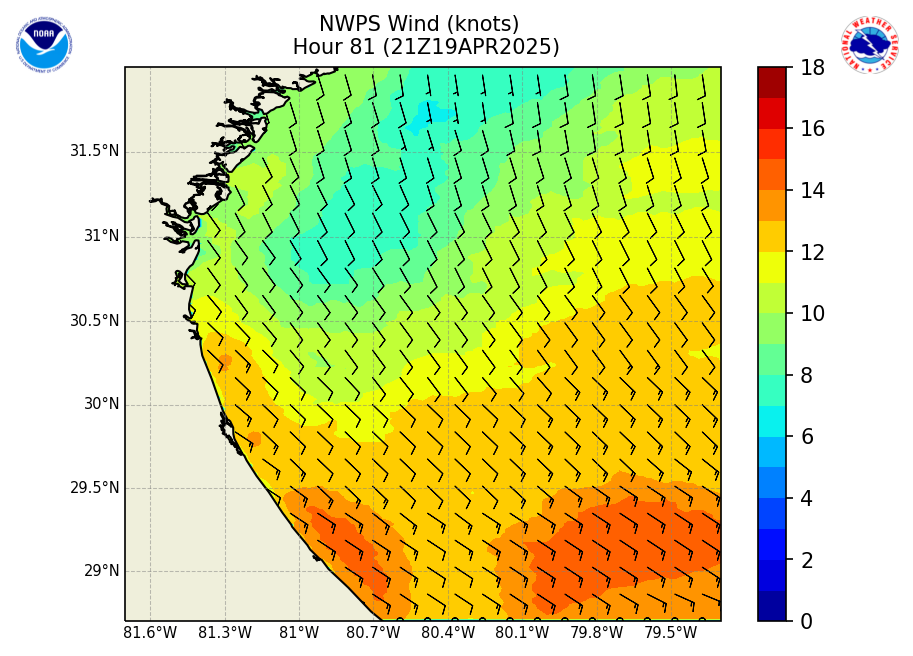 NWPS Wind (knots)
Hour 81 (21Z19APR2025)
NOAA
NATIONAL WEATHER SERVICE
18
16
14
12
10
8
6
4
2
0
31.5°N
31°N
30.5°N
30°N
29.5°N
29°N
81.6°W 81.3°W 81°W 80.7°W 80.4°W 80.1°W 79.8°W 79.5°W